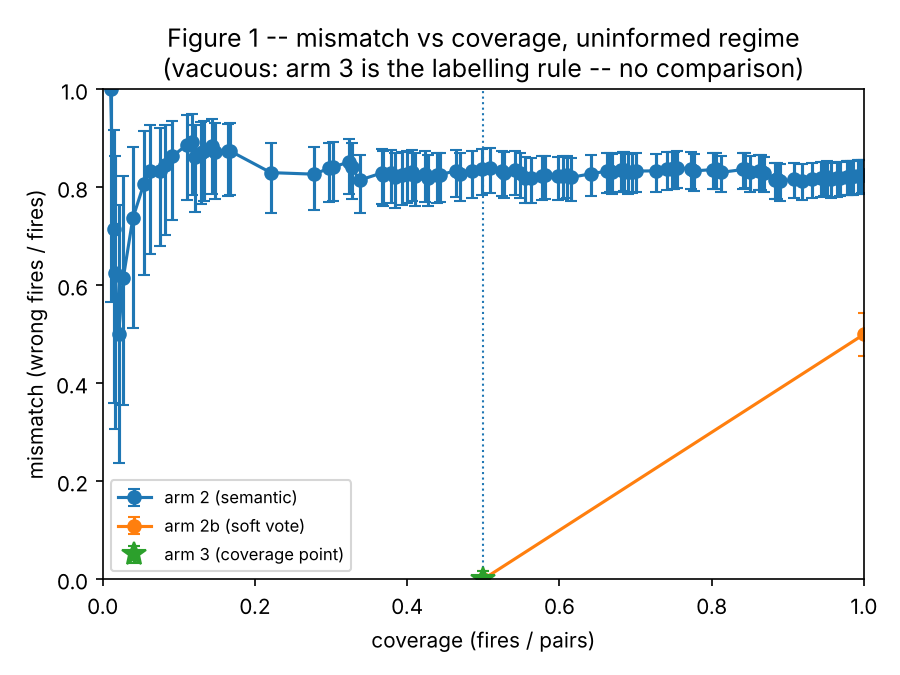 Figure 1 -- mismatch vs coverage, uninformed regime
(vacuous: arm 3 is the labelling rule -- no comparison)
mismatch (wrong fires / fires)
1.0
0.8
0.6
0.4
0.2
0.0
arm 2 (semantic)
arm 2b (soft vote)
arm 3 (coverage point)
0.0 0.2 0.4 0.6 0.8 1.0
coverage (fires / pairs)